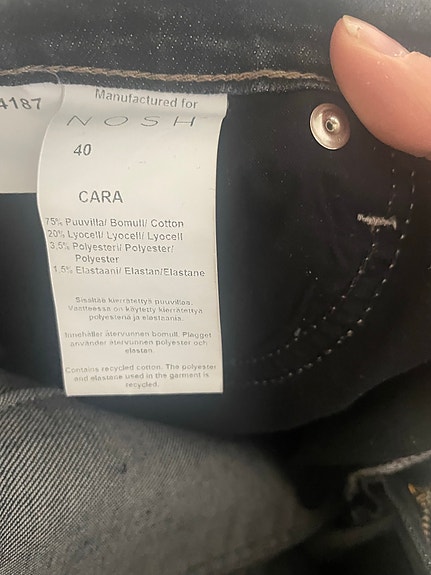 4187
Manufactured for
NOSH
40
CARA
75% Puuvilla/ Bomull/ Cotton
20% Lyocell/ Lyocell/ Lyocell
3,5% Polyesteri/ Polyester/
Polyester
1,5% Elastaani/ Elastan/Elastane
Sisältää kierrätettyä puuvillaa.
Vaatteessa on käytetty kierrätettyä
polyesteriä ja elastaania.
Innehåller återvunnen bomull. Plagget
använder återvunnen polyester och
elastan.
Contains recycled cotton. The polyester
and elastane used in the garment is
recycled.